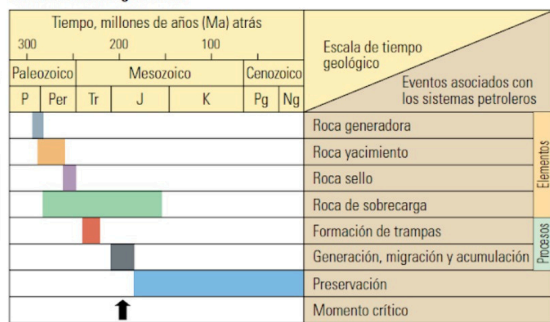 Tiempo, millones de años (Ma) atrás
300 200 100
Escala de tiempo
geológico
Paleozoico Mesozoico Cenozoico
Eventos asociados con
los sistemas petroleros
P Per Tr J K Pg Ng
Roca generadora
Roca yacimiento
Roca sello
Roca de sobrecarga
Elementos
Formación de trampas
Generación, migración y acumulación
Procesos
Preservación
Momento crítico